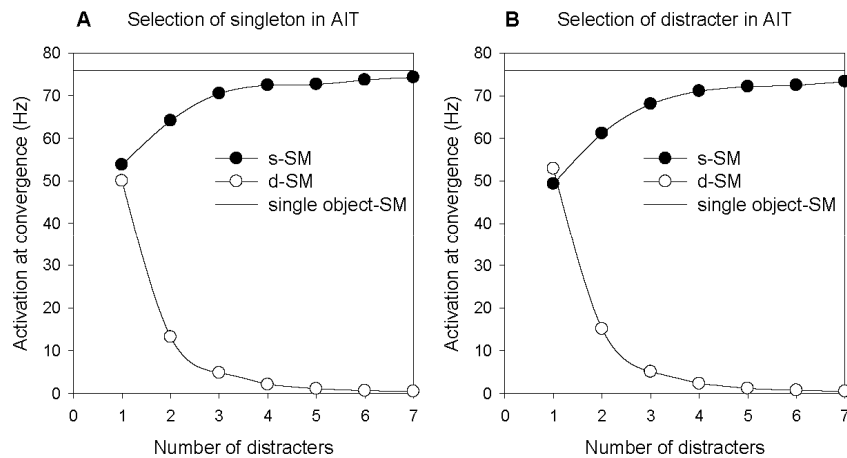 A Selection of singleton in AIT
80
70
60
50
40
30
20
10
0
Activation at convergence (Hz)
s-SM
d-SM
single object-SM
0 1 2 3 4 5 6 7
Number of distracters
B Selection of distracter in AIT
80
70
60
50
40
30
20
10
0
Activation at convergence (Hz)
s-SM
d-SM
single object-SM
0 1 2 3 4 5 6 7
Number of distracters